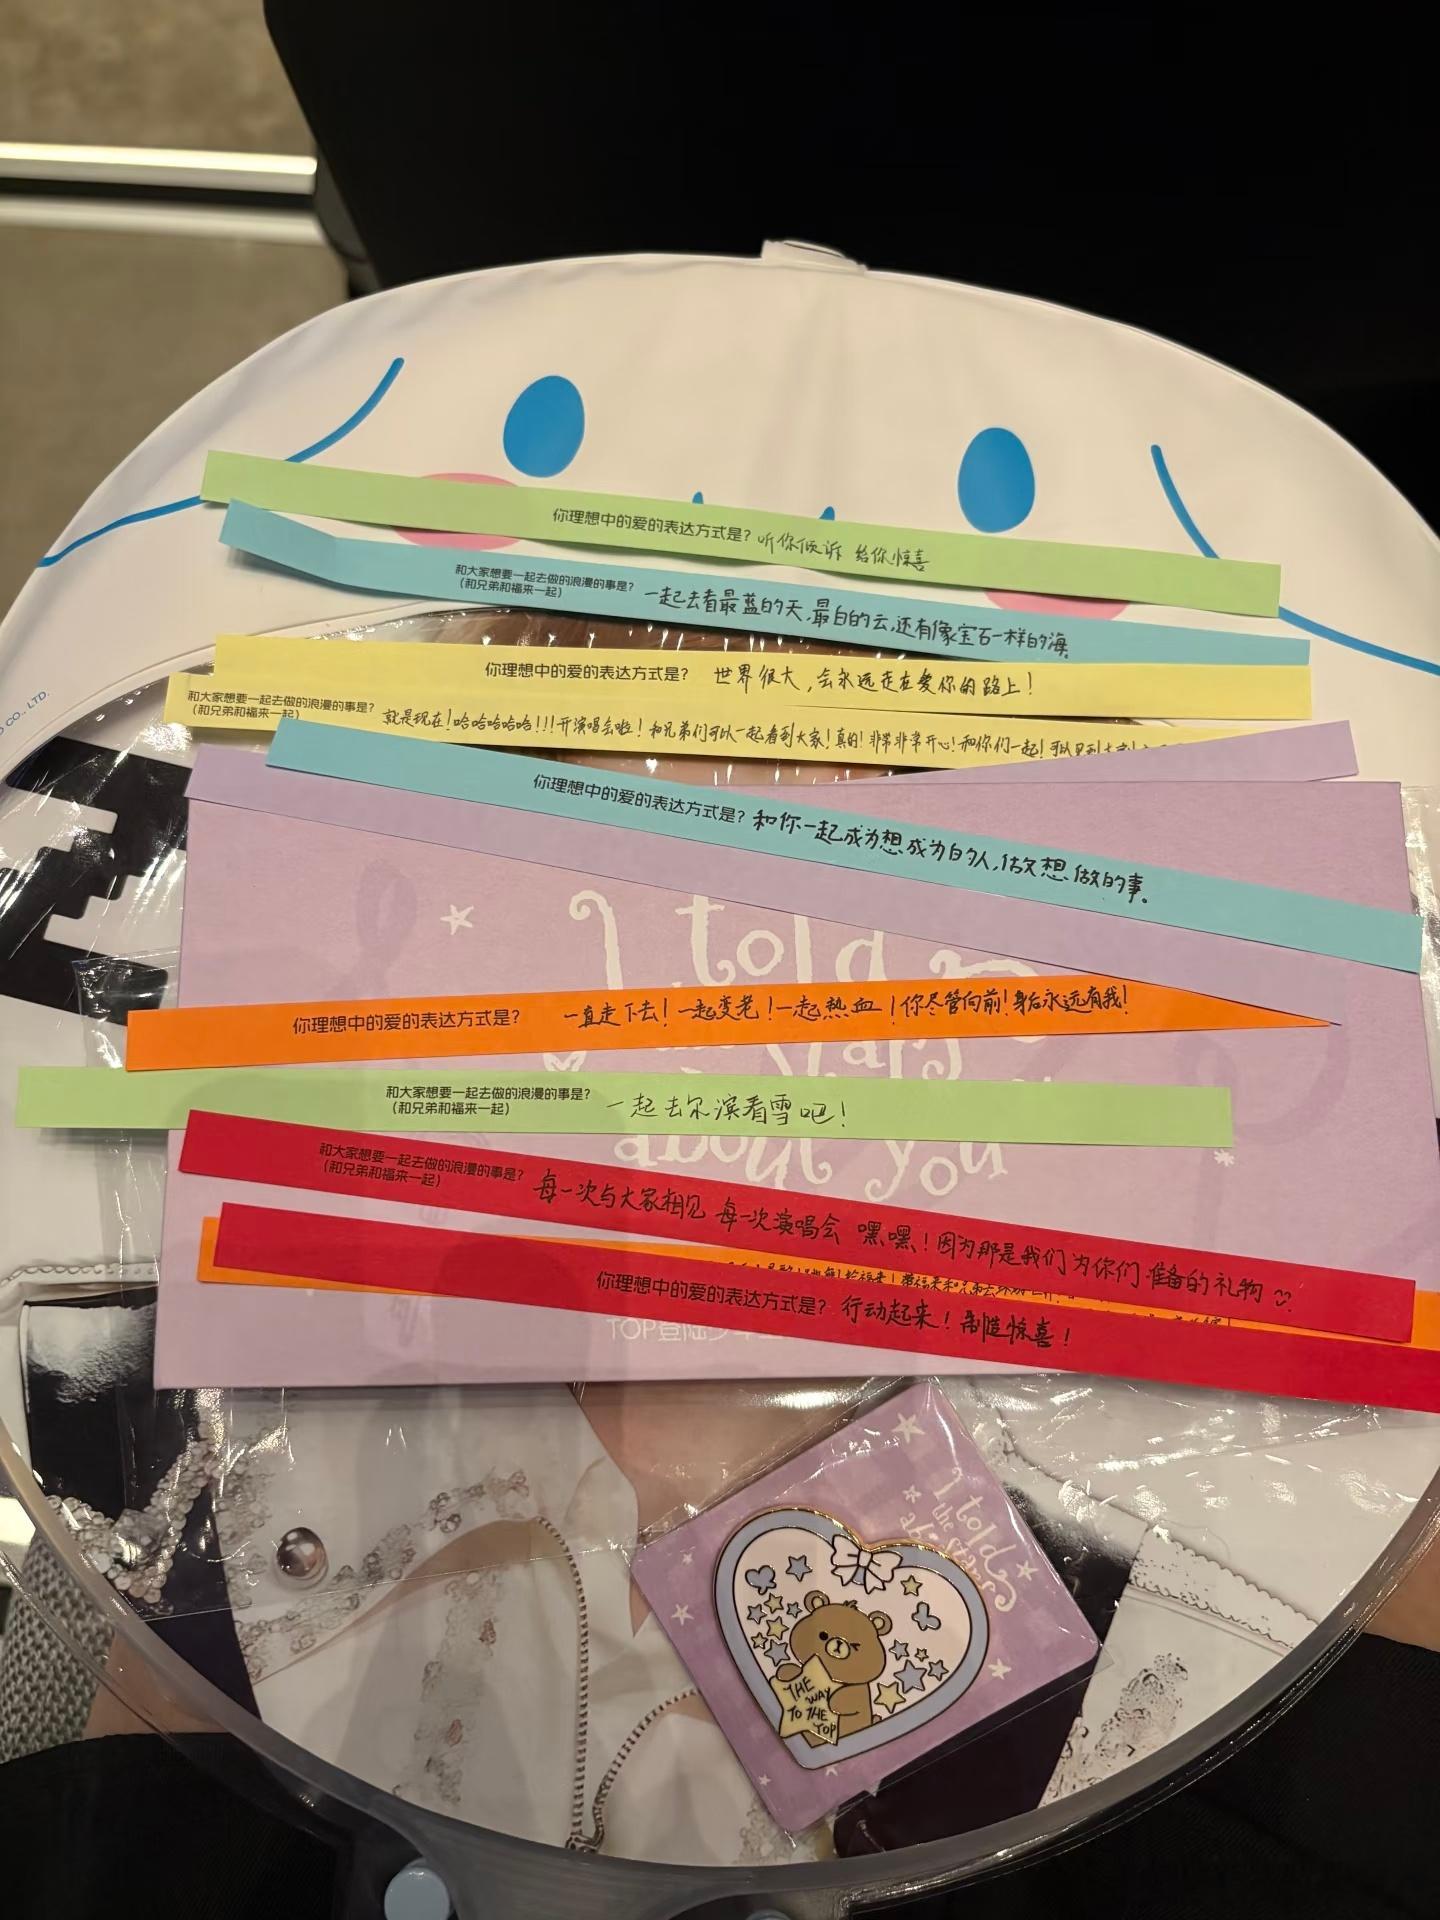 你理想中的爱的表达方式是？听你倾诉 给你惊喜
和大家想要一起去做的浪漫的事是？
（和兄弟和福来一起）
一起去看最蓝的天，最白的云，还有像宝石一样的海。
你理想中的爱的表达方式是？ 世界很大，会永远走在爱你的路上！
和大家想要一起去做的浪漫的事是？
（和兄弟和福来一起）
就是现在！哈哈哈哈哈！！！开演唱会啦！和兄弟们可以一起看到大家！真的！非常非常开心！和你们一起！可以
CO., LTD.
你理想中的爱的表达方式是？和你一起成为想成为的人，做想做的事。
I told
你理想中的爱的表达方式是？ 一直走下去！一起变老！一起热血！你尽管向前！身后永远有我！
stars
和大家想要一起去做的浪漫的事是？
（和兄弟和福来一起）
一起去尔滨看雪吧！
about you
和大家想要一起去做的浪漫的事是？
（和兄弟和福来一起）
每一次与大家相见 每一次演唱会 嘿嘿！因为那是我们为你们准备的礼物
你理想中的爱的表达方式是？行动起来！制造惊喜！
TOP登陆少年
I told
the stars
THE
WAY
TO THE
TOP